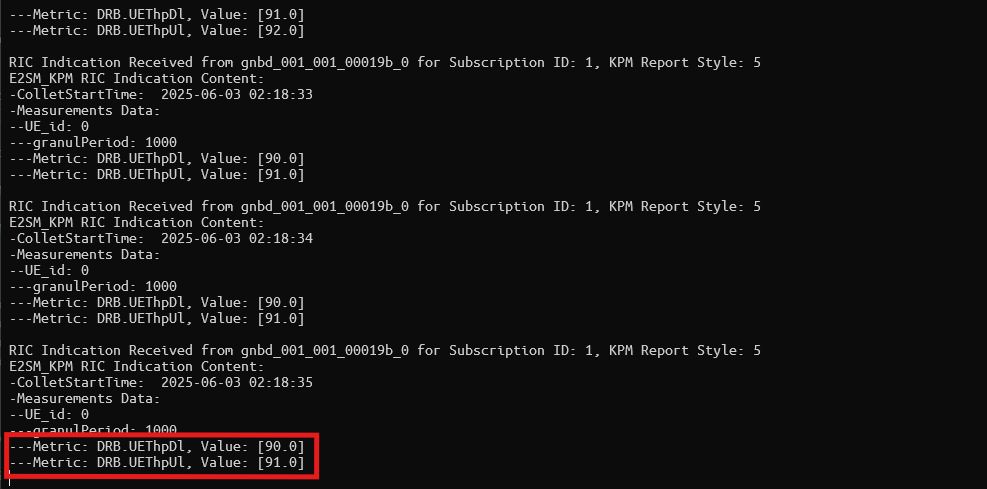 ---Metric: DRB.UEThpDl, Value: [91.0]
---Metric: DRB.UEThpUl, Value: [92.0]
RIC Indication Received from gnbd_001_001_00019b_0 for Subscription ID: 1, KPM Report Style: 5
E2SM_KPM RIC Indication Content:
-ColletStartTime:  2025-06-03 02:18:33
-Measurements Data:
--UE_id: 0
---granulPeriod: 1000
---Metric: DRB.UEThpDl, Value: [90.0]
---Metric: DRB.UEThpUl, Value: [91.0]
RIC Indication Received from gnbd_001_001_00019b_0 for Subscription ID: 1, KPM Report Style: 5
E2SM_KPM RIC Indication Content:
-ColletStartTime:  2025-06-03 02:18:34
-Measurements Data:
--UE_id: 0
---granulPeriod: 1000
---Metric: DRB.UEThpDl, Value: [90.0]
---Metric: DRB.UEThpUl, Value: [91.0]
RIC Indication Received from gnbd_001_001_00019b_0 for Subscription ID: 1, KPM Report Style: 5
E2SM_KPM RIC Indication Content:
-ColletStartTime:  2025-06-03 02:18:35
-Measurements Data:
--UE_id: 0
---granulPeriod: 1000
---Metric: DRB.UEThpDl, Value: [90.0]
---Metric: DRB.UEThpUl, Value: [91.0]